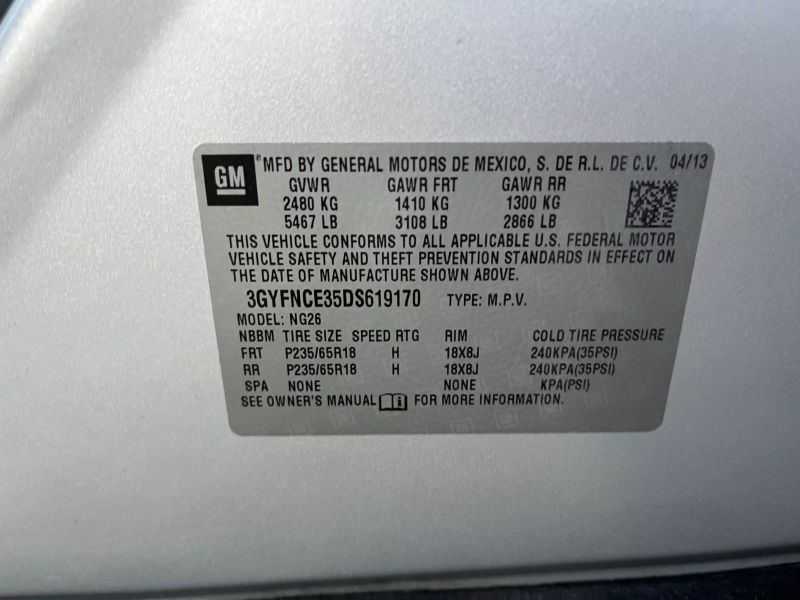 GM
MFD BY GENERAL MOTORS DE MEXICO, S. DE R.L. DE C.V. 04/13
GVWR GAWR FRT GAWR RR
2480 KG 1410 KG 1300 KG
5467 LB 3108 LB 2866 LB
THIS VEHICLE CONFORMS TO ALL APPLICABLE U.S. FEDERAL MOTOR
VEHICLE SAFETY AND THEFT PREVENTION STANDARDS IN EFFECT ON
THE DATE OF MANUFACTURE SHOWN ABOVE.
3GYFNCE35DS619170 TYPE: M.P.V.
MODEL: NG26
NBBM TIRE SIZE SPEED RTG RIM COLD TIRE PRESSURE
FRT P235/65R18 H 18X8J 240KPA(35PSI)
RR P235/65R18 H 18X8J 240KPA(35PSI)
SPA NONE NONE KPA(PSI)
SEE OWNER'S MANUAL i FOR MORE INFORMATION.